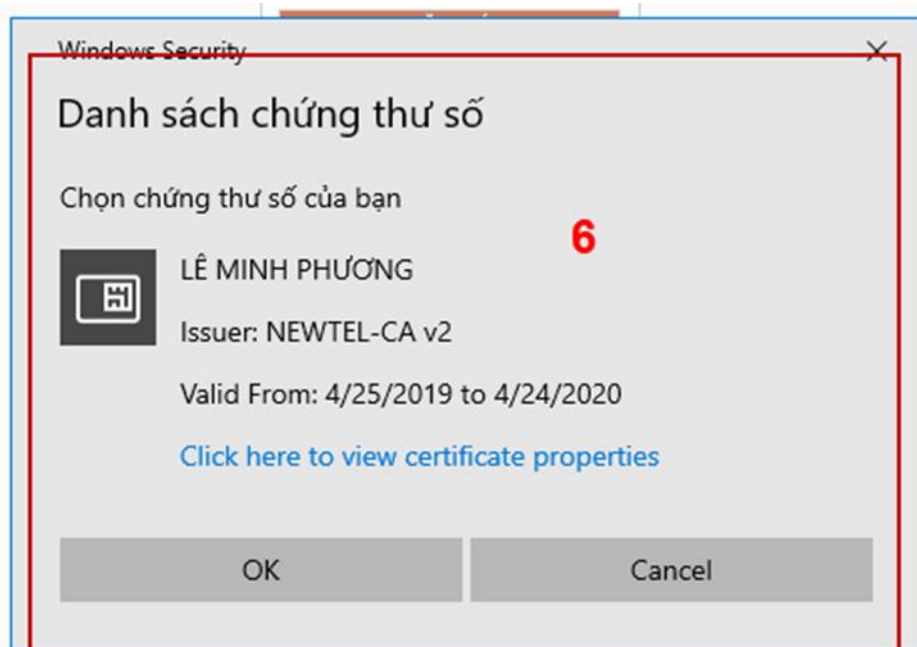 Windows Security
Danh sách chứng thư số
Chọn chứng thư số của bạn
6
LÊ MINH PHƯƠNG
Issuer: NEWTEL-CA v2
Valid From: 4/25/2019 to 4/24/2020
Click here to view certificate properties
OK
Cancel